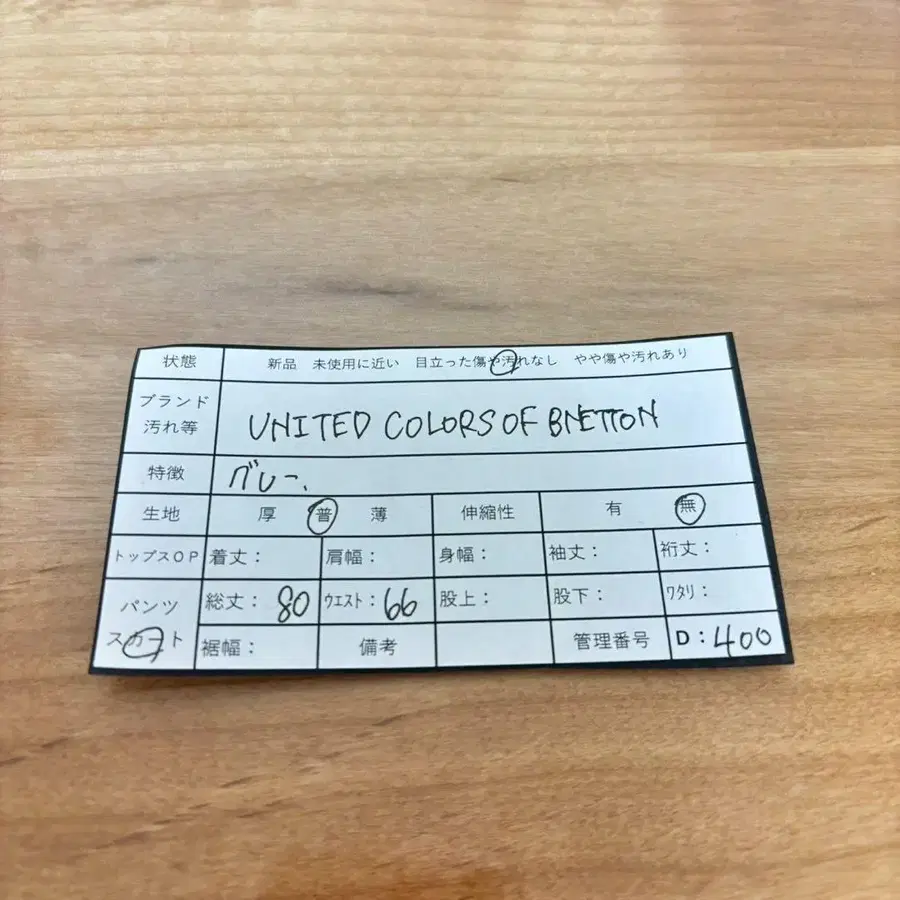 状態 新品 未使用に近い 目立った傷や汚れなし やや傷や汚れあり
ブランド
汚れ等 UNITED COLORS OF BNETTON
特徴 グレー、
生地 厚 普 薄 伸縮性 有 無
トップスOP 着丈： 肩幅： 身幅： 袖丈： 裄丈：
パンツ 総丈：80 ウエスト：66 股上： 股下： ワタリ：
スカート 裾幅： 備考 管理番号 D：400